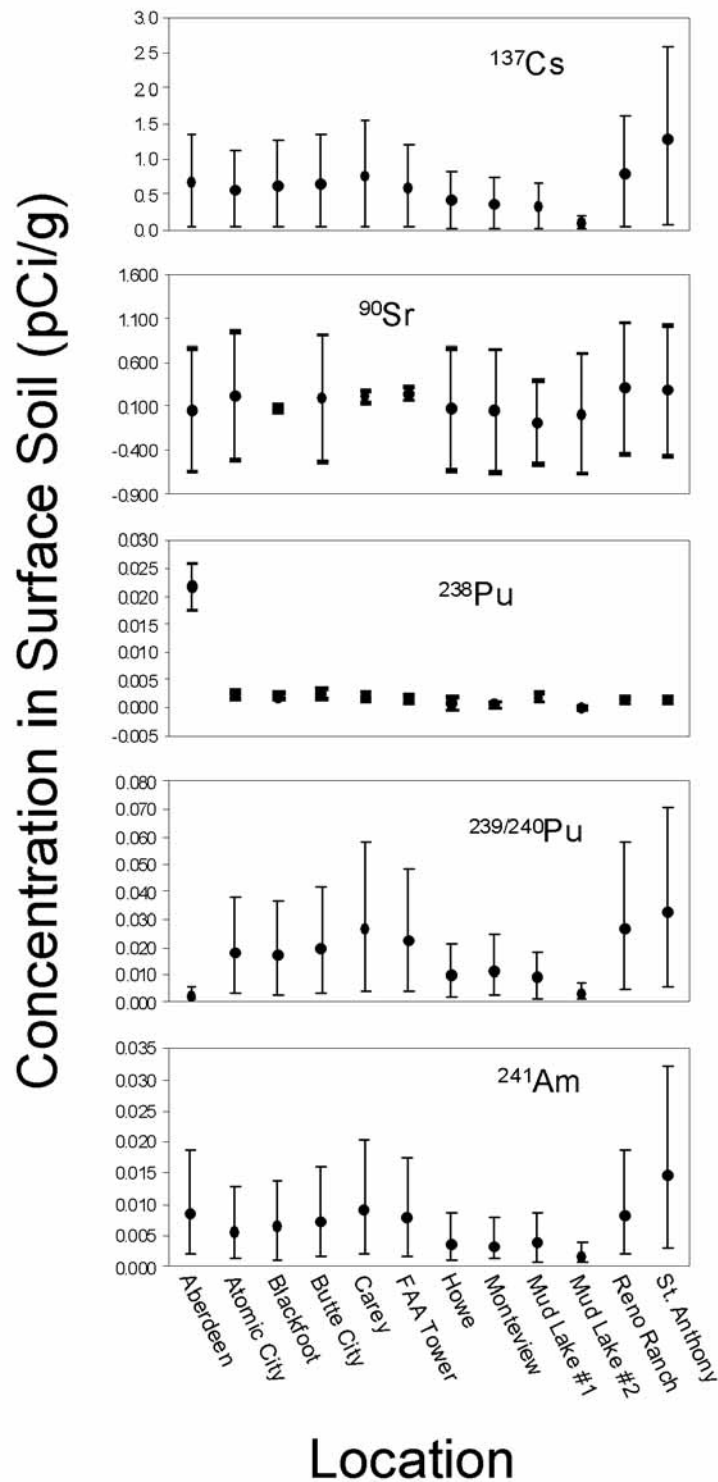 Concentration in Surface Soil (pCi/g)
3.0
2.5
2.0
1.5
1.0
0.5
0.0
¹³⁷Cs
1.600
1.100
0.600
0.100
-0.400
-0.900
⁹⁰Sr
0.030
0.025
0.020
0.015
0.010
0.005
0.000
-0.005
²³⁸Pu
0.080
0.070
0.060
0.050
0.040
0.030
0.020
0.010
0.000
²³⁹/²⁴⁰Pu
0.035
0.030
0.025
0.020
0.015
0.010
0.005
0.000
²⁴¹Am
Aberdeen
Atomic City
Blackfoot
Butte City
Carey
FAA Tower
Howe
Monteview
Mud Lake #1
Mud Lake #2
Reno Ranch
St. Anthony
Location